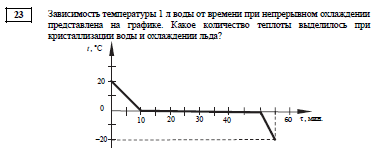 23
Зависимость температуры 1 л воды от времени при непрерывном охлаждении
представлена на графике. Какое количество теплоты выделилось при
кристаллизации воды и охлаждении льда?
t, °C
20
0
10 20 30 40 60 τ, мин.
−20